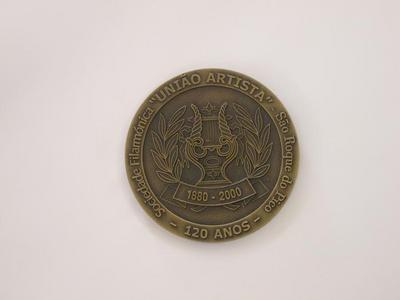 Sociedade Filarmónica "UNIÃO ARTISTA" - São Roque do Pico
1880 - 2000
- 120 ANOS -